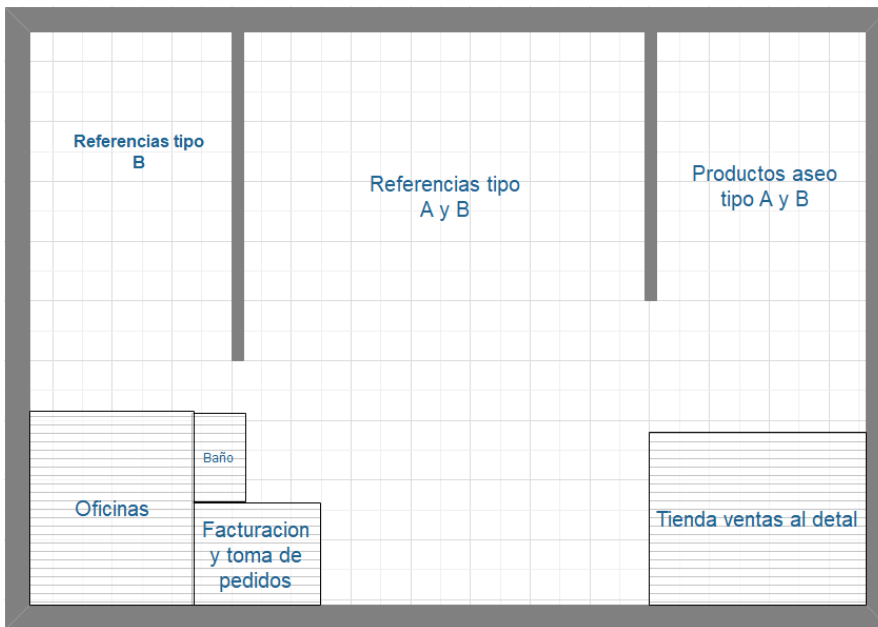 Referencias tipo
B
Referencias tipo
A y B
Productos aseo
tipo A y B
Baño
Oficinas
Facturacion
y toma de
pedidos
Tienda ventas al detal